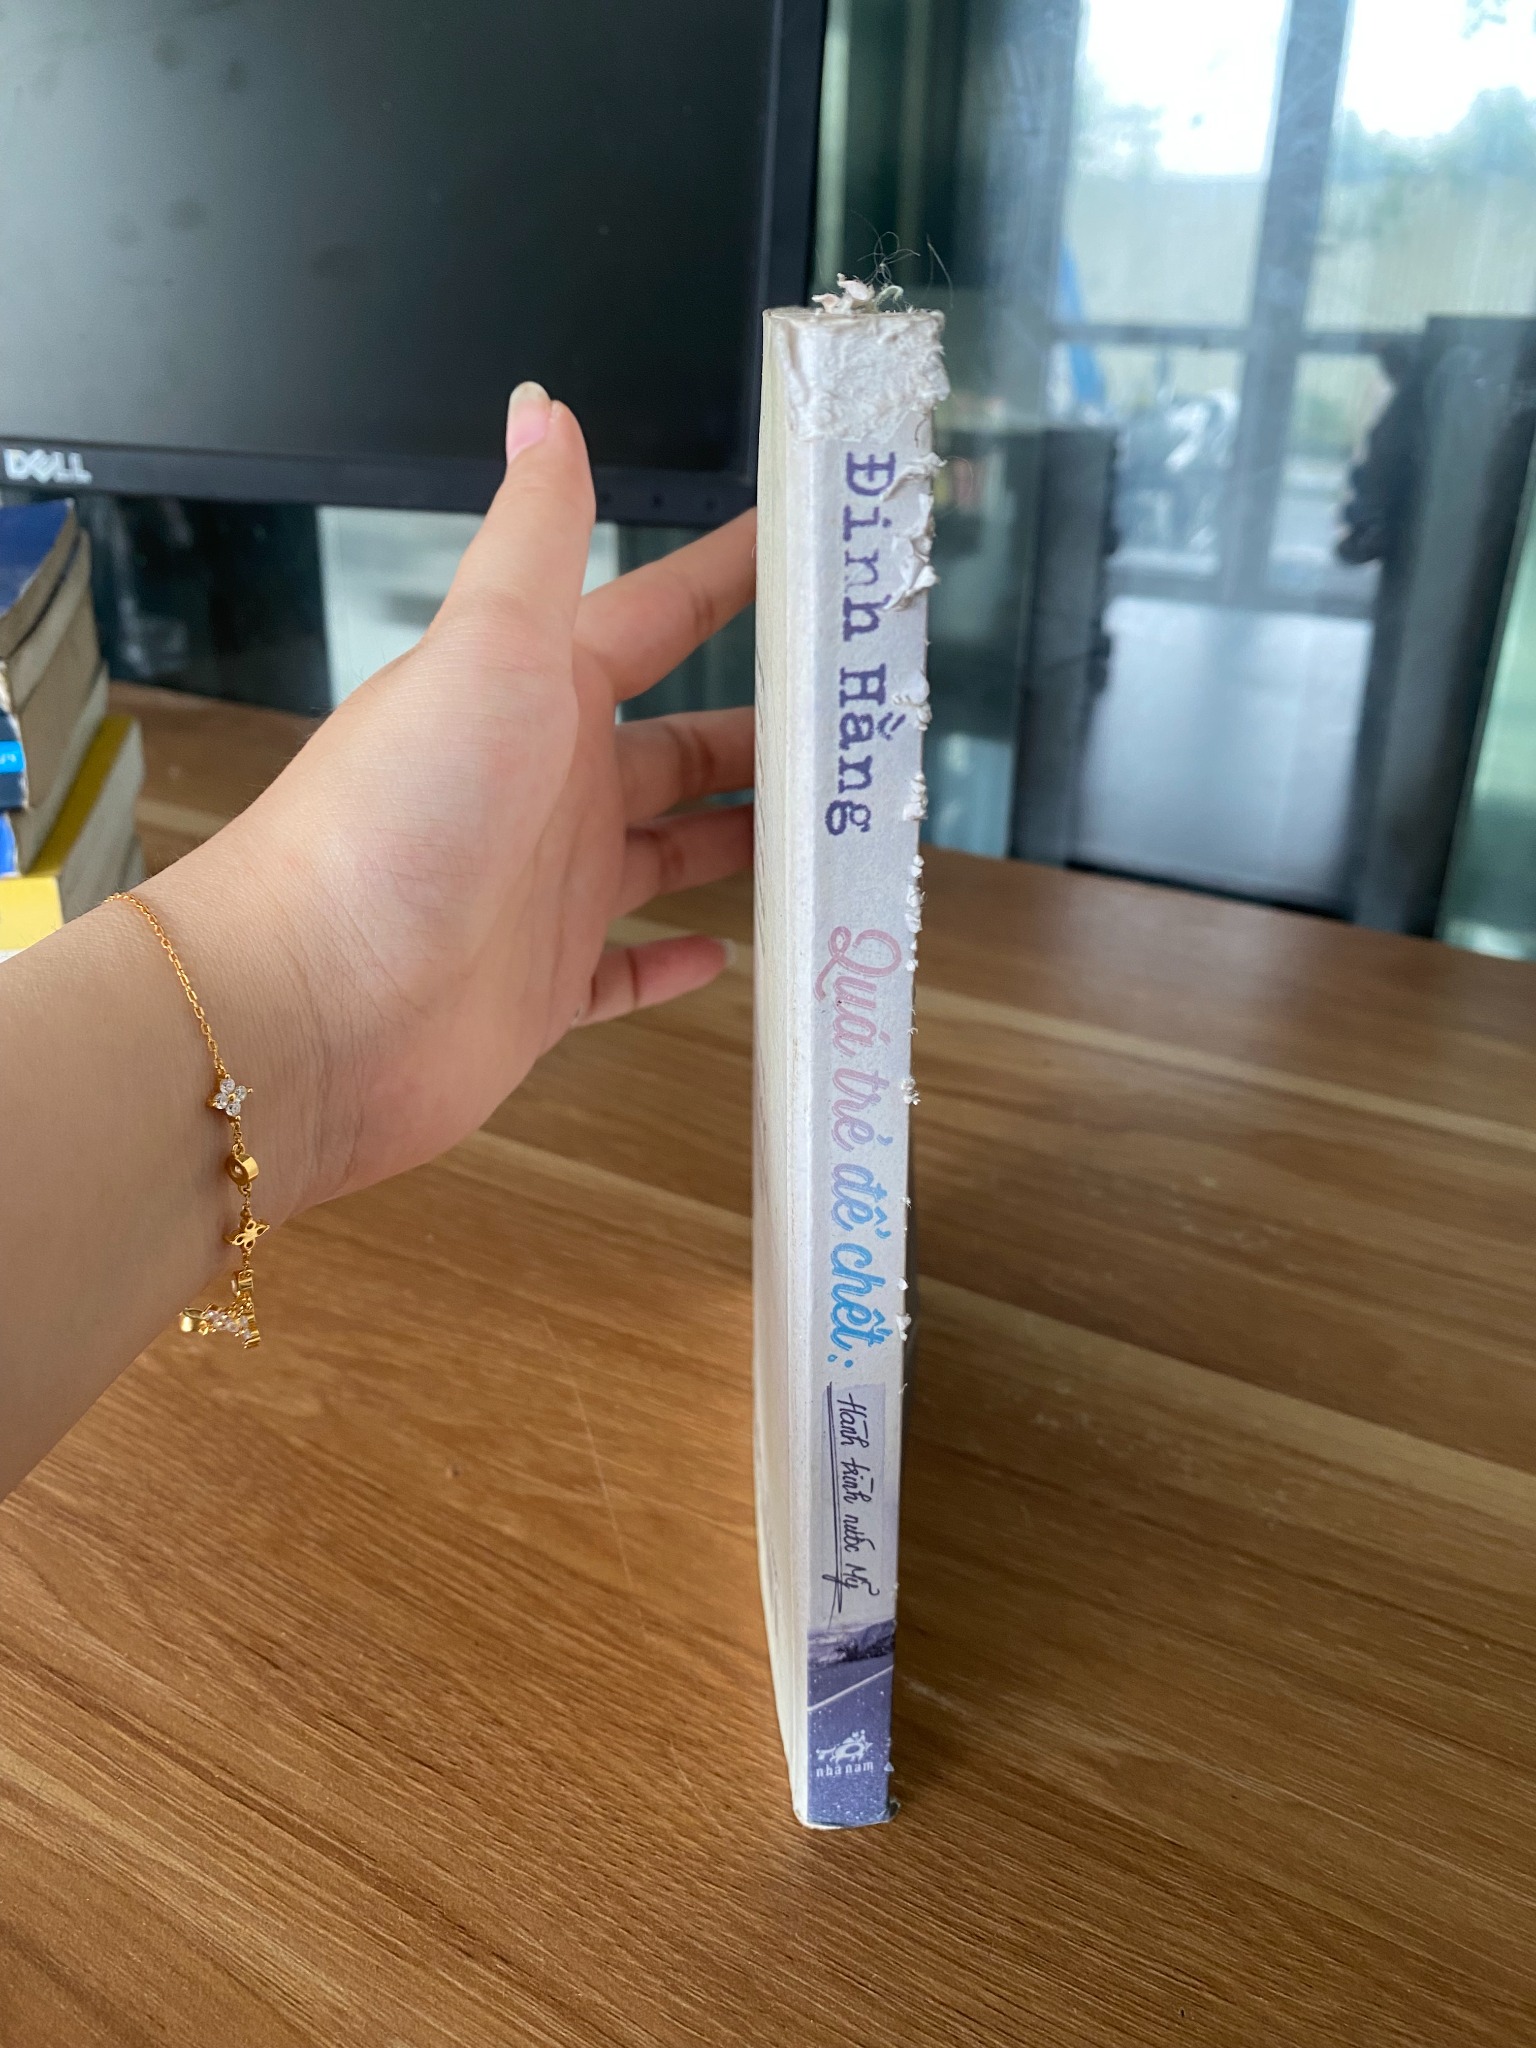 DELL
Đinh Hằng
Quá trẻ để chết:
Hành trình nước Mỹ
nhã nam